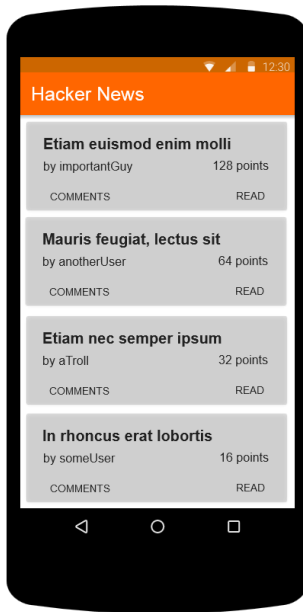 12:30
Hacker News
Etiam euismod enim molli
by importantGuy 128 points
COMMENTS READ
Mauris feugiat, lectus sit
by anotherUser 64 points
COMMENTS READ
Etiam nec semper ipsum
by aTroll 32 points
COMMENTS READ
In rhoncus erat lobortis
by someUser 16 points
COMMENTS READ